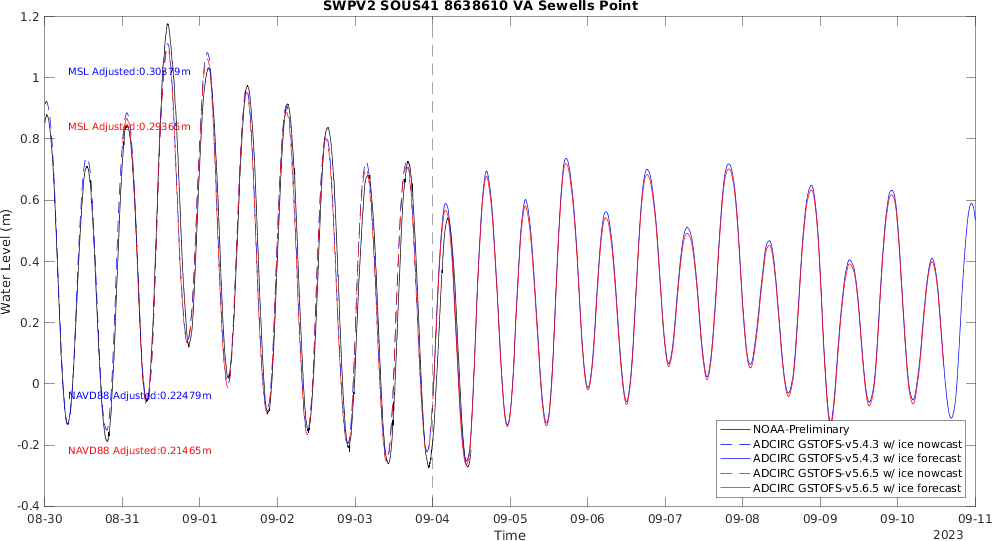 SWPV2 SOUS41 8638610 VA Sewells Point
1.2
1
0.8
0.6
0.4
0.2
0
-0.2
-0.4
Water Level (m)
MSL Adjusted:0.30379m
MSL Adjusted:0.29365m
NAVD88 Adjusted:0.22479m
NAVD88 Adjusted:0.21465m
NOAA-Preliminary
ADCIRC GSTOFS-v5.4.3 w/ ice nowcast
ADCIRC GSTOFS-v5.4.3 w/ ice forecast
ADCIRC GSTOFS-v5.6.5 w/ ice nowcast
ADCIRC GSTOFS-v5.6.5 w/ ice forecast
08-30 08-31 09-01 09-02 09-03 09-04 09-05 09-06 09-07 09-08 09-09 09-10 09-11
Time
2023